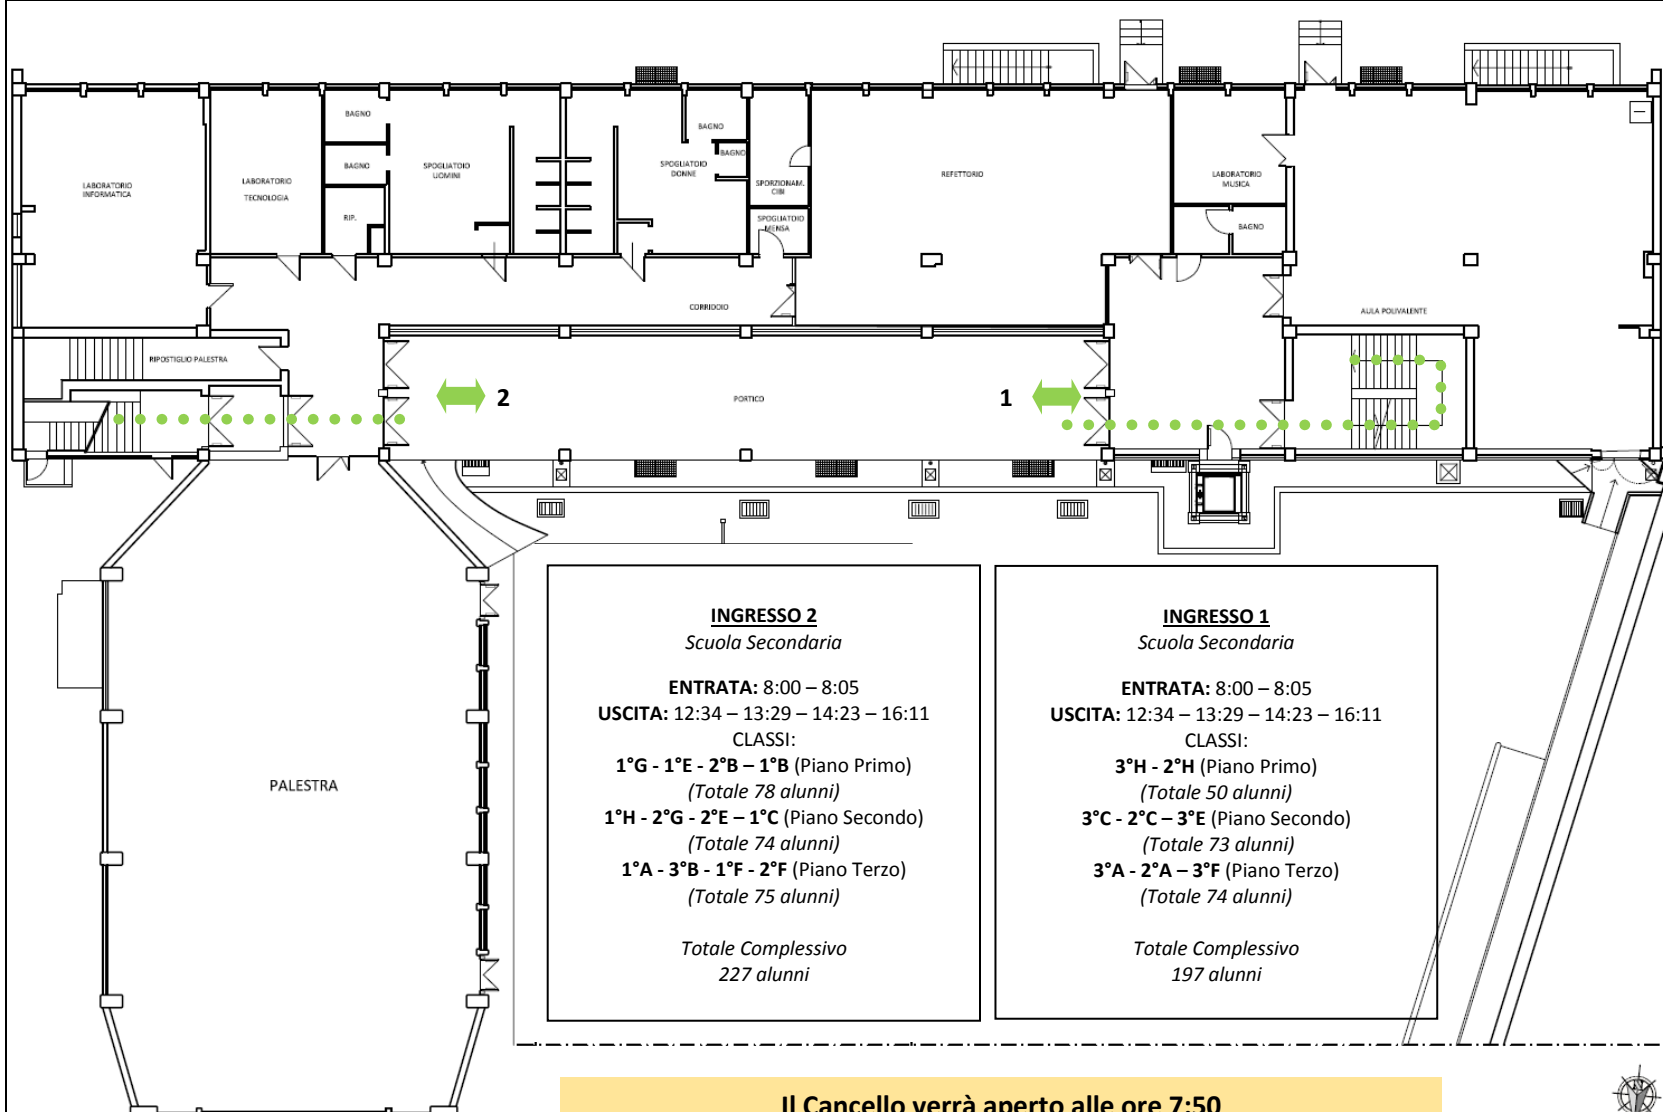 BAGNO
BAGNO
BAGNO
BAGNO
LABORATORIO
INFORMATICA
LABORATORIO
TECNOLOGIA
RIP.
SPOGLIATOIO
UOMINI
SPOGLIATOIO
DONNE
SPORZIONAM.
CIBI
SPOGLIATOIO
MENSA
REFETTORIO
LABORATORIO
MUSICA
BAGNO
CORRIDOIO
AULA POLIVALENTE
RIPOSTIGLIO PALESTRA
2
PORTICO
1
PALESTRA
INGRESSO 2
Scuola Secondaria
ENTRATA: 8:00 – 8:05
USCITA: 12:34 – 13:29 – 14:23 – 16:11
CLASSI:
1°G - 1°E - 2°B – 1°B (Piano Primo)
(Totale 78 alunni)
1°H - 2°G - 2°E – 1°C (Piano Secondo)
(Totale 74 alunni)
1°A - 3°B - 1°F - 2°F (Piano Terzo)
(Totale 75 alunni)
Totale Complessivo
227 alunni
INGRESSO 1
Scuola Secondaria
ENTRATA: 8:00 – 8:05
USCITA: 12:34 – 13:29 – 14:23 – 16:11
CLASSI:
3°H - 2°H (Piano Primo)
(Totale 50 alunni)
3°C - 2°C – 3°E (Piano Secondo)
(Totale 73 alunni)
3°A - 2°A – 3°F (Piano Terzo)
(Totale 74 alunni)
Totale Complessivo
197 alunni
Il Cancello verrà aperto alle ore 7:50